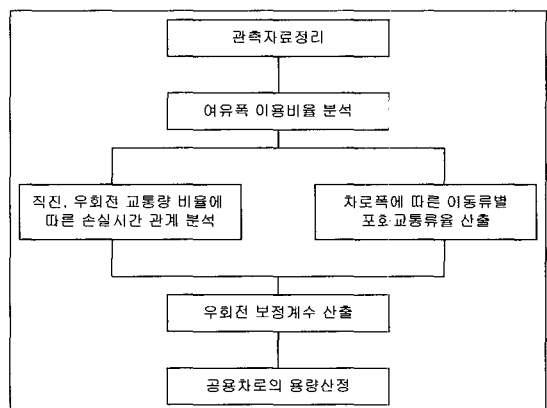 관측자료정리
여유폭 이용비율 분석
직진, 우회전 교통량 비율에
따른 손실시간 관계 분석
차로폭에 따른 이동류별
포화 교통류율 산출
우회전 보정계수 산출
공용차로의 용량산정